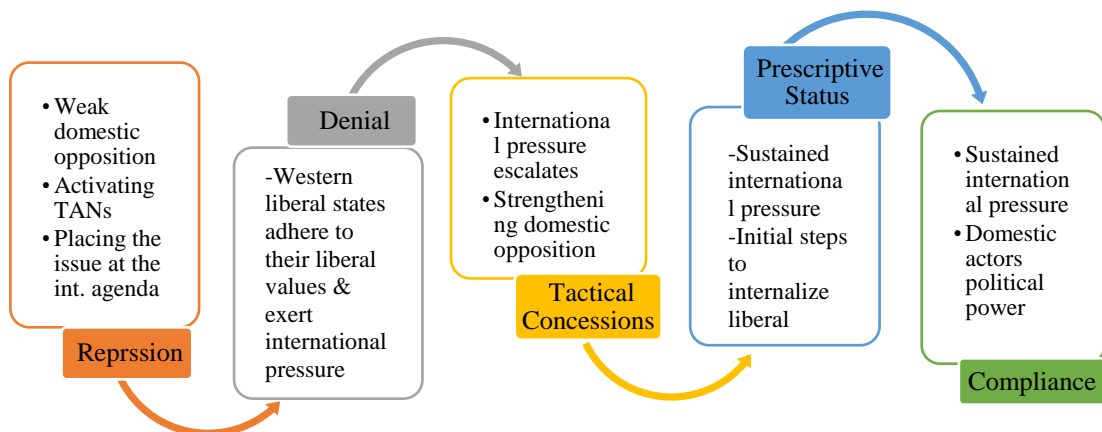 • Weak
domestic
opposition
• Activating
TANs
• Placing the
issue at the
int. agenda
Reprssion
Denial
-Western
liberal states
adhere to
their liberal
values &
exert
international
pressure
• Internationa
l pressure
escalates
• Strengtheni
ng domestic
opposition
Tactical
Concessions
Prescriptive
Status
-Sustained
internationa
l pressure
-Initial steps
to
internalize
liberal
• Sustained
internation
al pressure
• Domestic
actors
political
power
Compliance